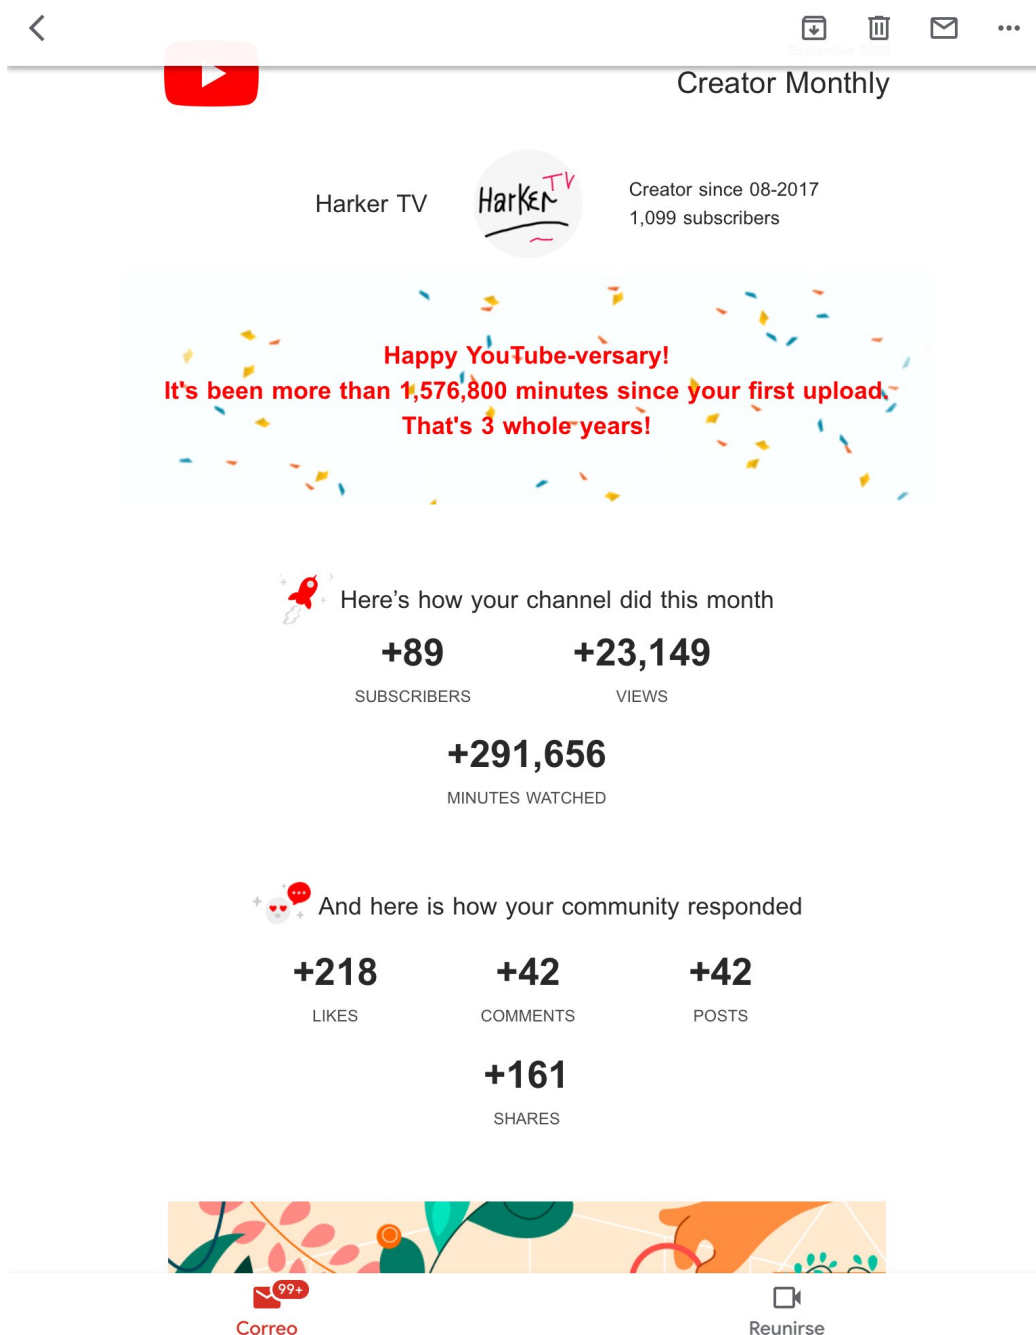 September 2020
Creator Monthly
Harker TV
Harker TV
Creator since 08-2017
1,099 subscribers
Happy YouTube-versary!
It's been more than 1,576,800 minutes since your first upload.
That's 3 whole years!
Here's how your channel did this month
+89 +23,149
SUBSCRIBERS VIEWS
+291,656
MINUTES WATCHED
And here is how your community responded
+218 +42 +42
LIKES COMMENTS POSTS
+161
SHARES
99+
Correo Reunirse